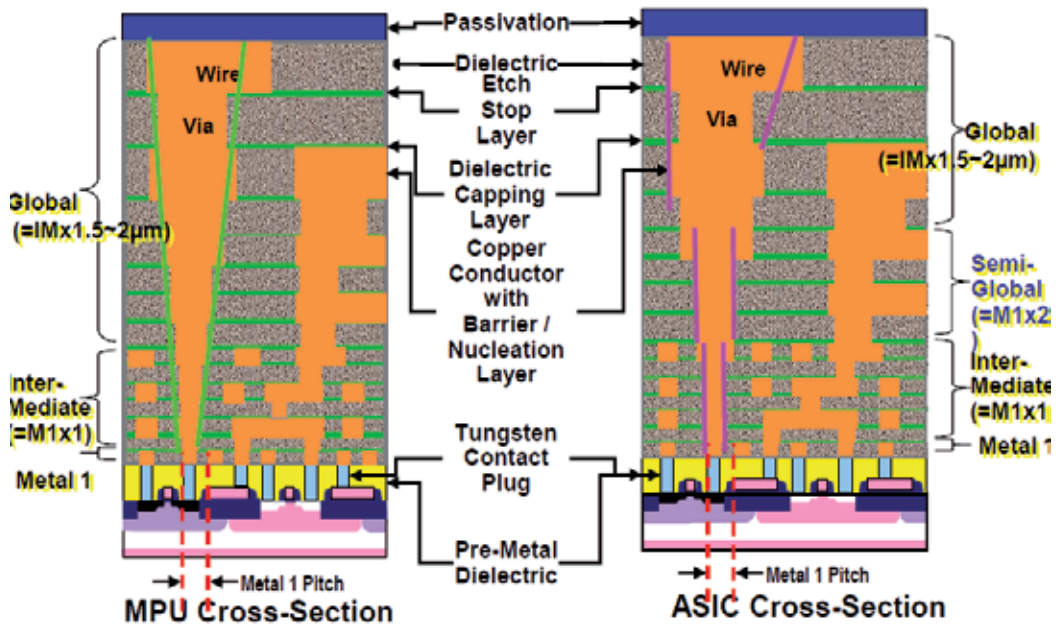 Passivation
Dielectric
Etch
Stop
Layer
Dielectric
Capping
Layer
Copper
Conductor
with
Barrier /
Nucleation
Layer
Tungsten
Contact
Plug
Pre-Metal
Dielectric
Wire
Via
Global
(=IMx1.5~2µm)
Inter-
Mediate
(=M1x1)
Metal 1
Metal 1 Pitch
MPU Cross-Section
Wire
Via
Global
(=IMx1.5~2µm)
Semi-
Global
(=M1x2
)
Inter-
Mediate
(=M1x1
Metal 1
Metal 1 Pitch
ASIC Cross-Section